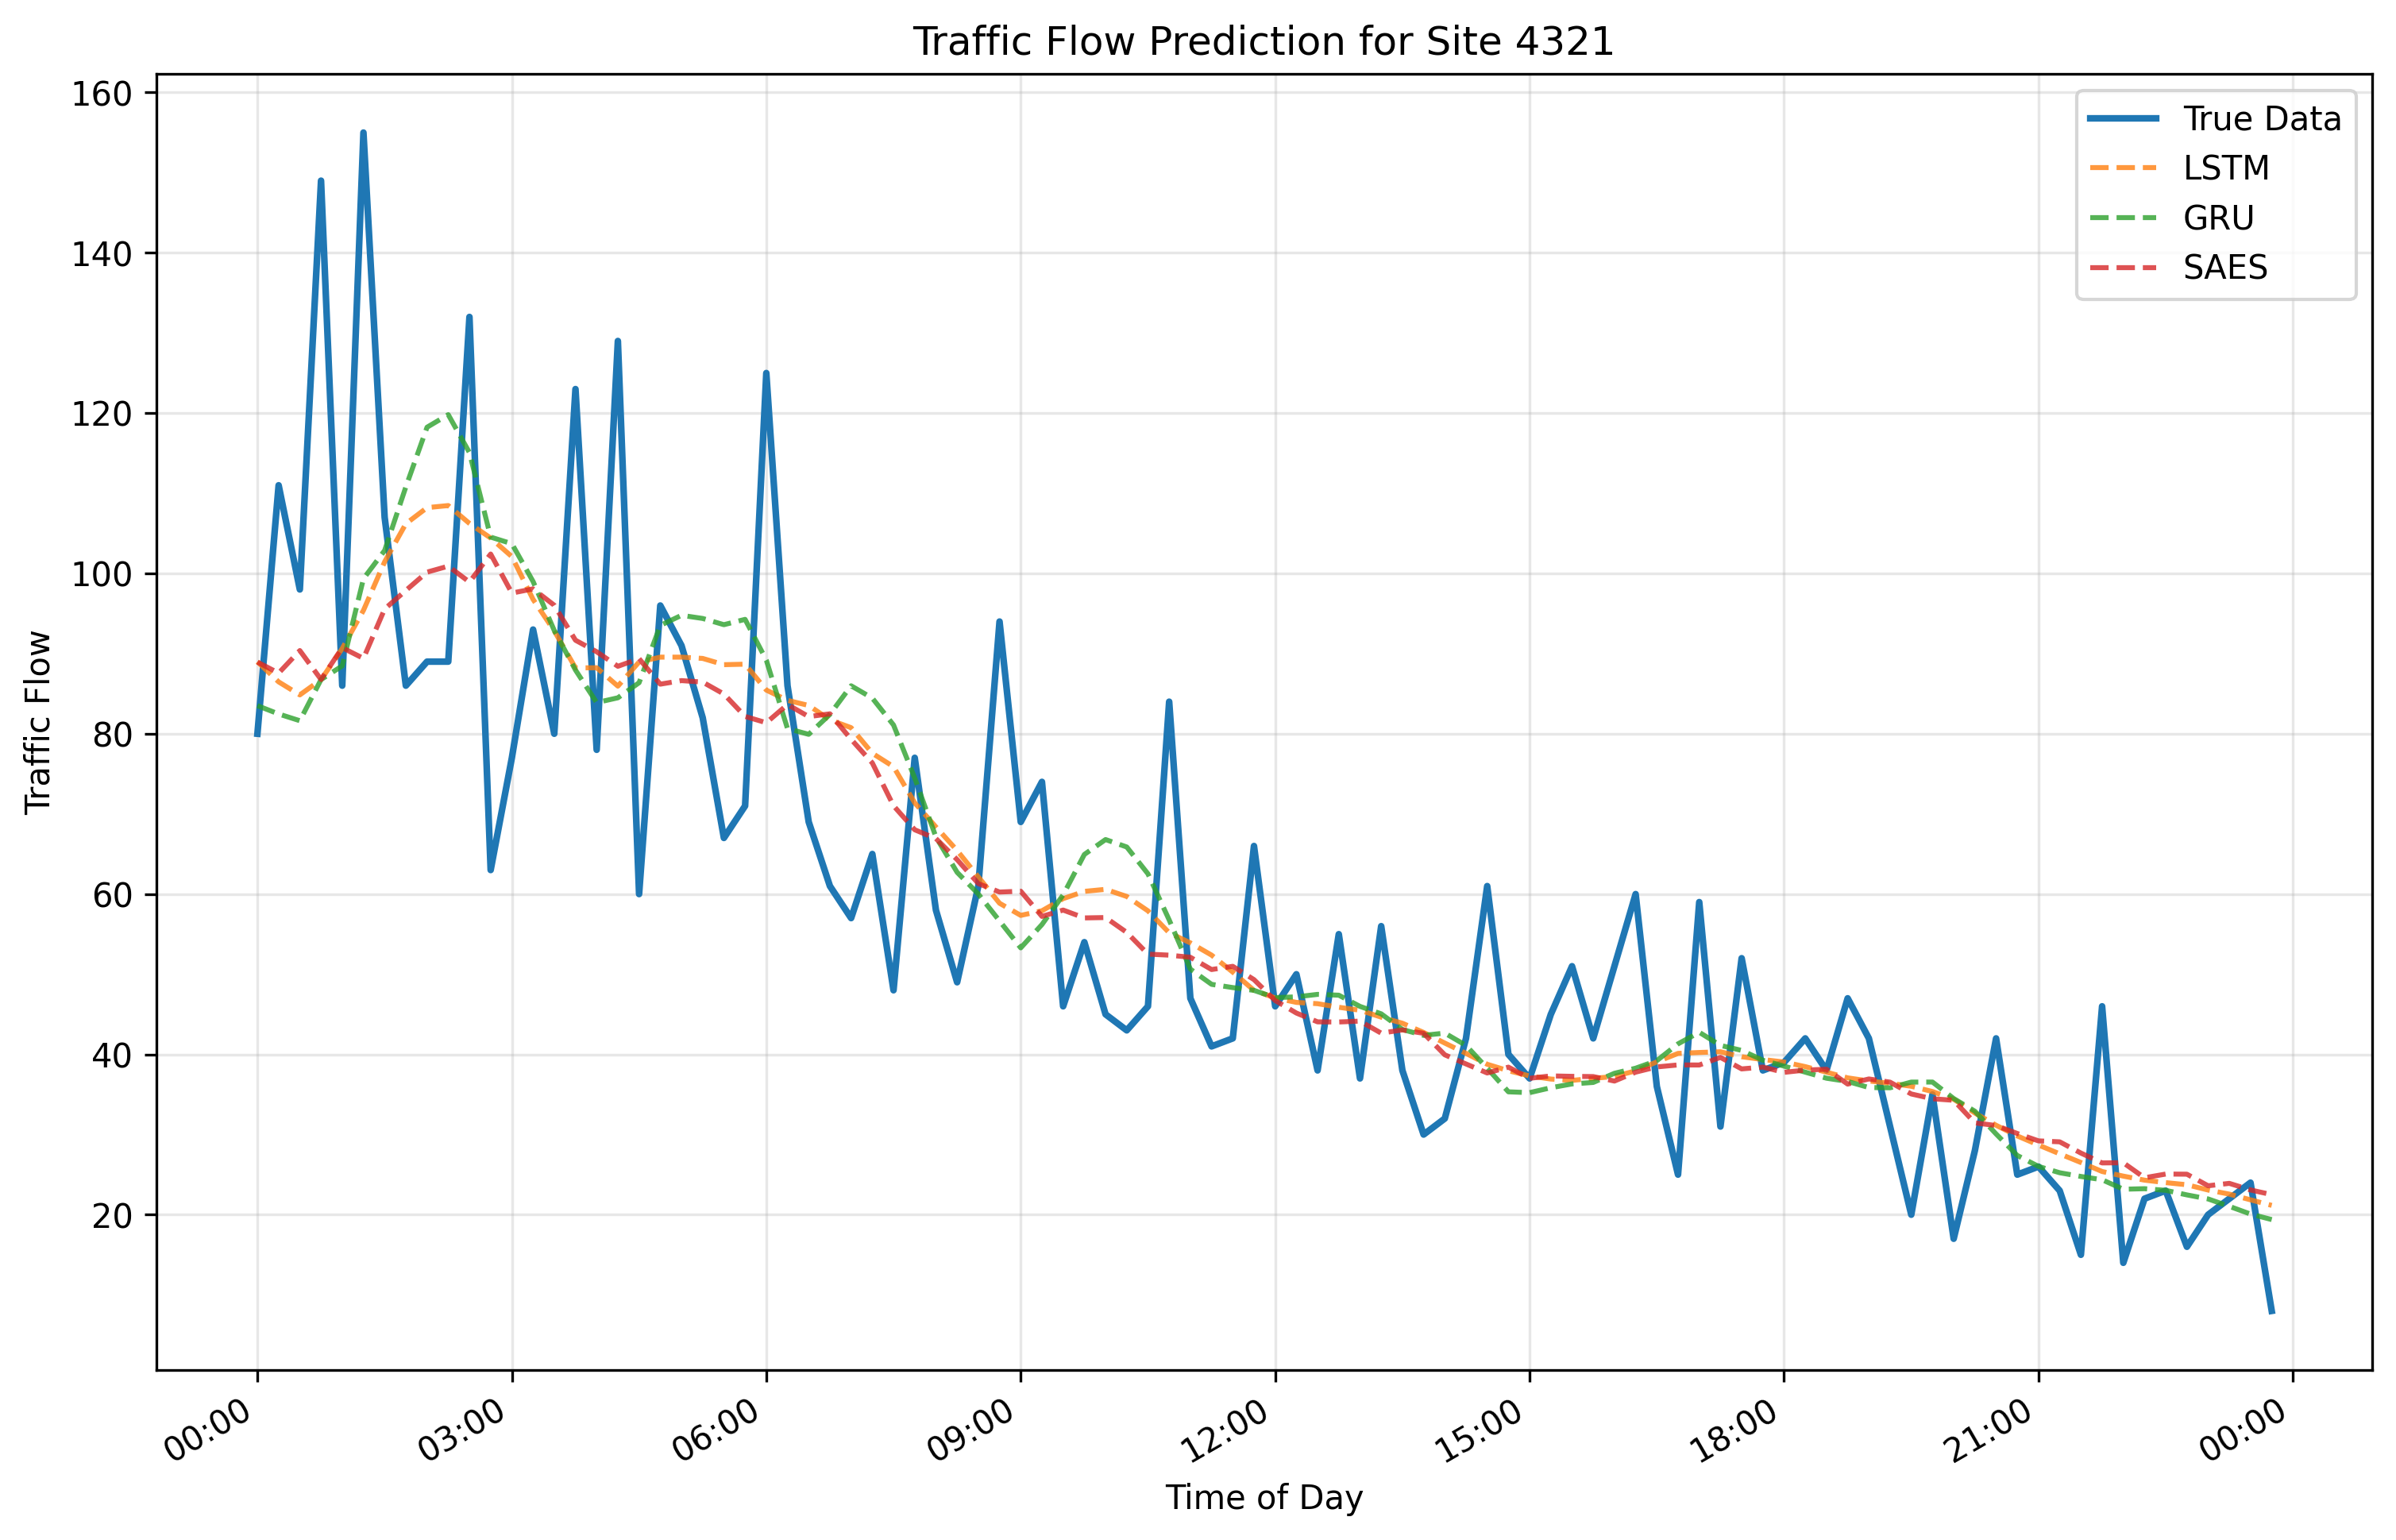 Traffic Flow Prediction for Site 4321
160
140
120
100
80
60
40
20
Traffic Flow
True Data
LSTM
GRU
SAES
00:00
03:00
06:00
09:00
12:00
15:00
18:00
21:00
00:00
Time of Day